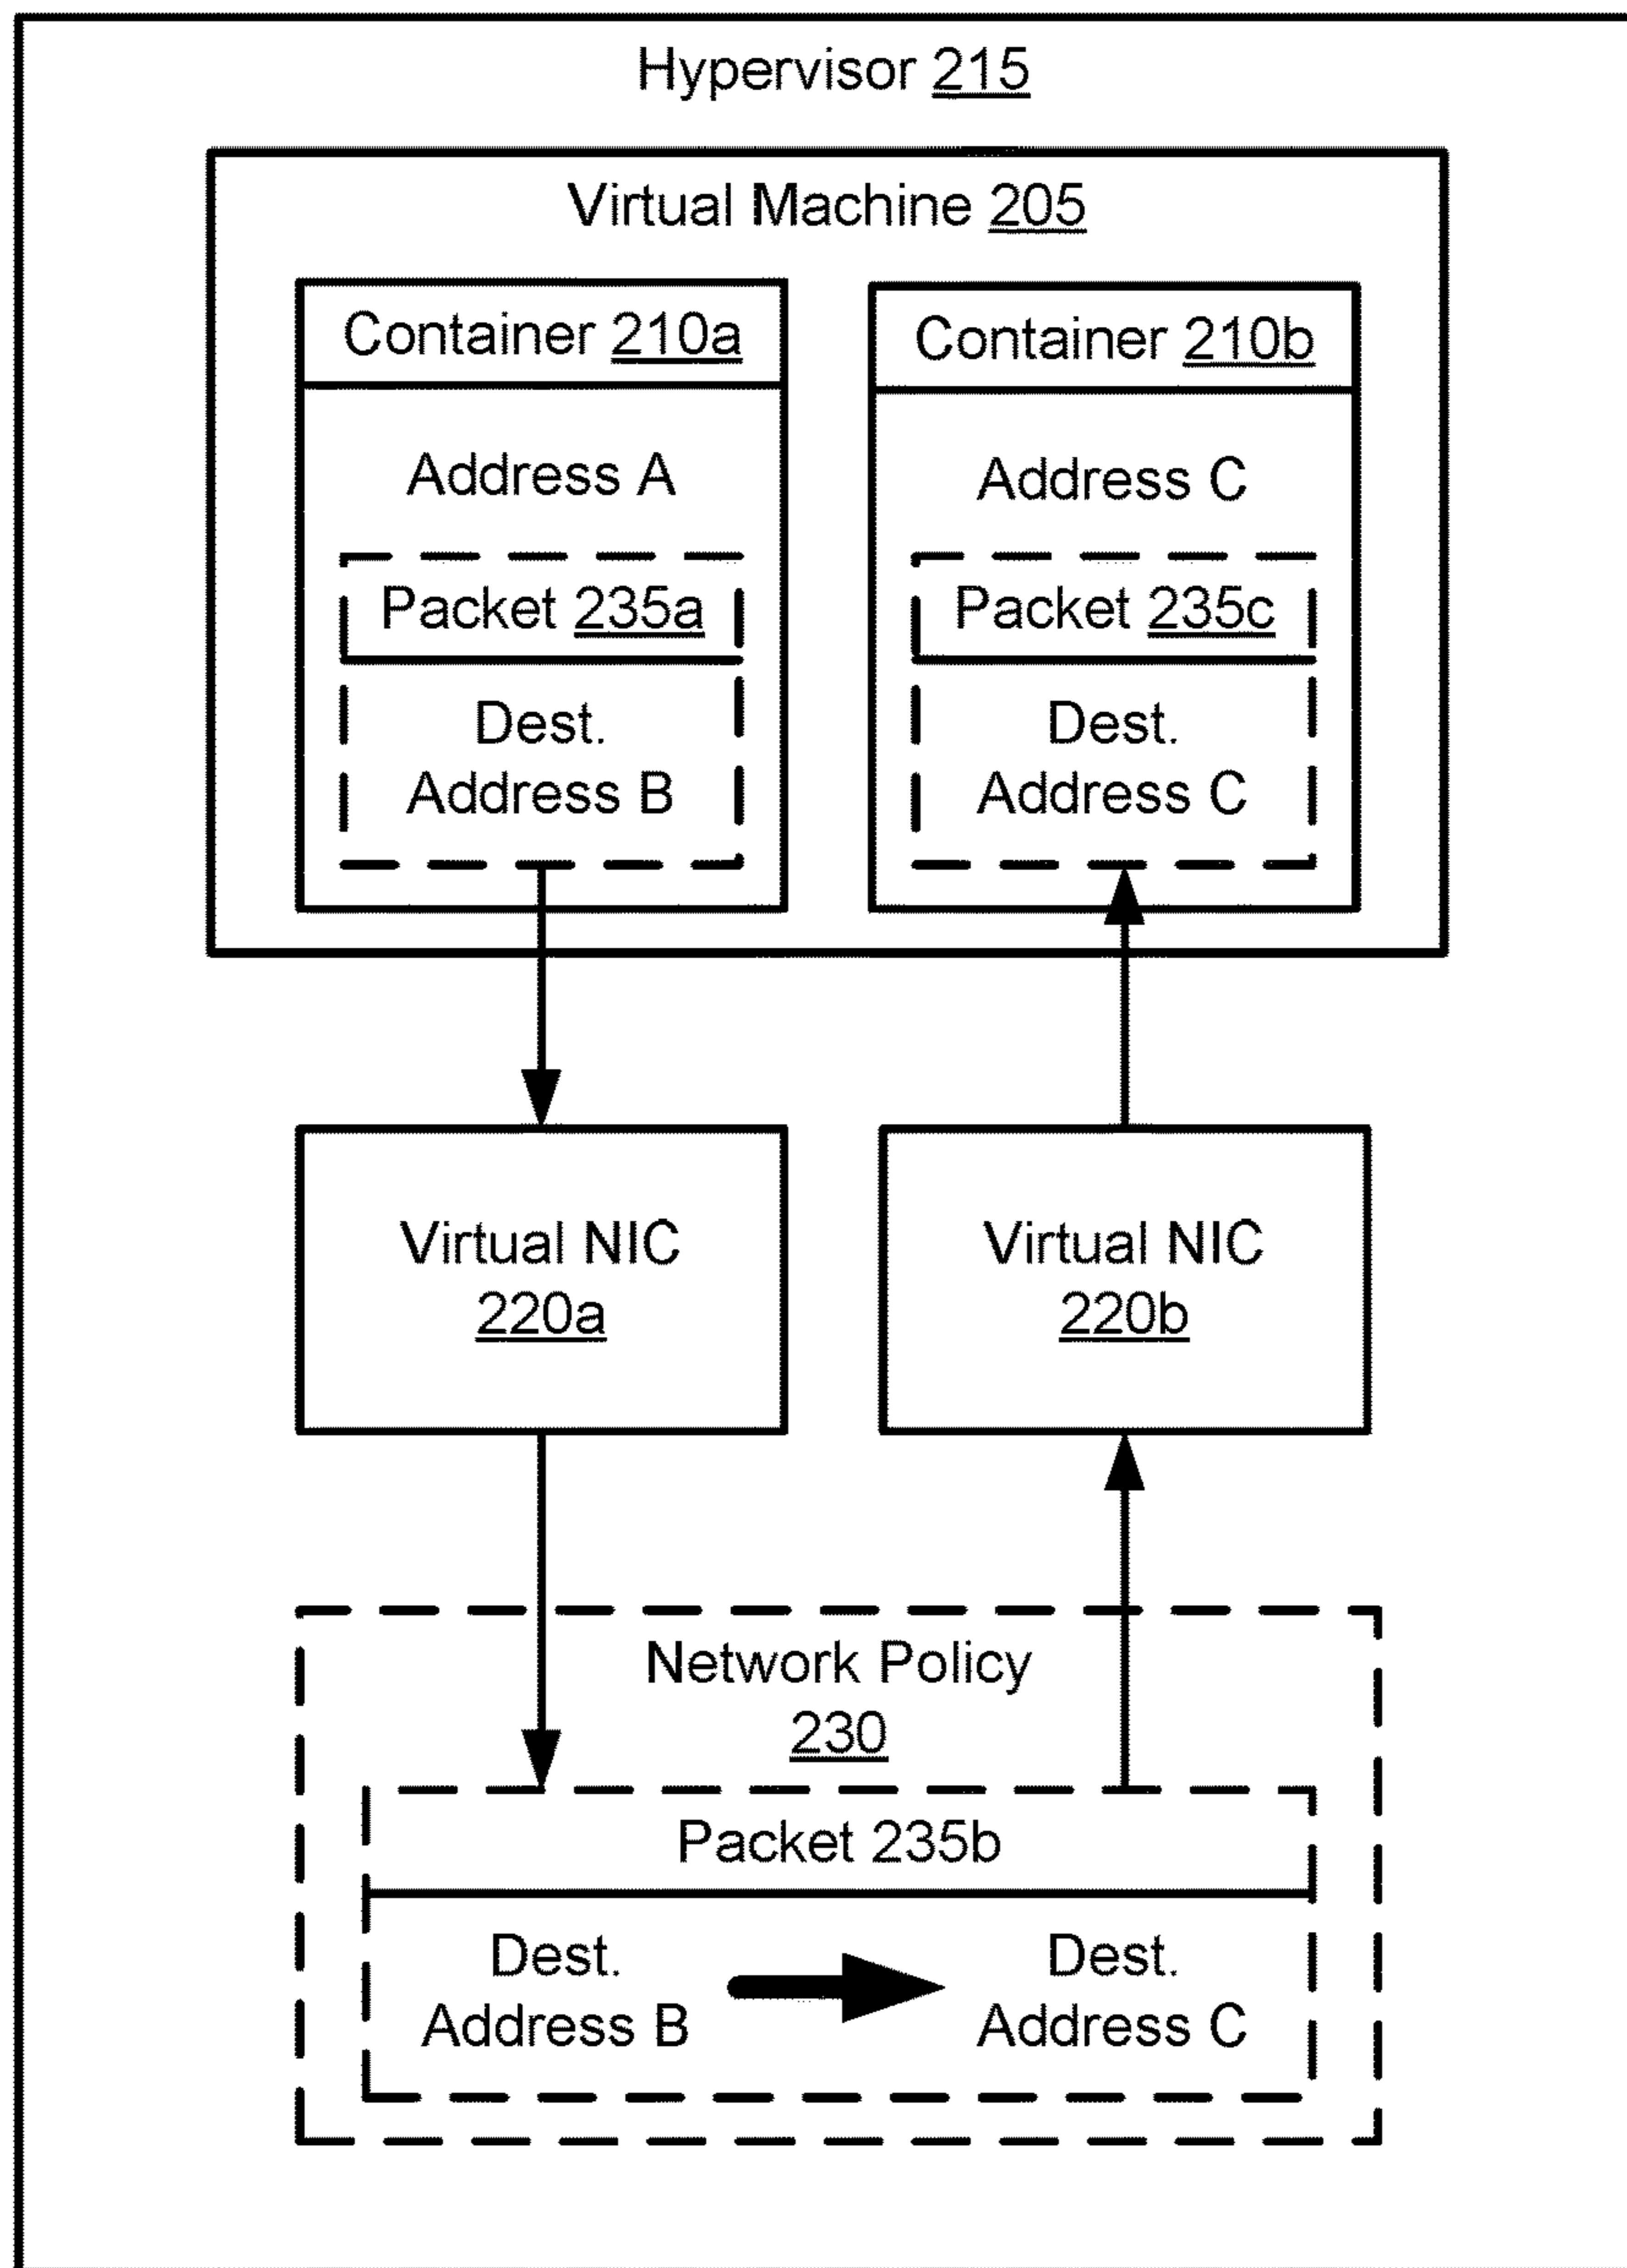 Hypervisor 215
Virtual Machine 205
Container 210a
Address A
Packet 235a
Dest.
Address B
Container 210b
Address C
Packet 235c
Dest.
Address C
Virtual NIC
220a
Virtual NIC
220b
Network Policy
230
Packet 235b
Dest.
Address B
Dest.
Address C